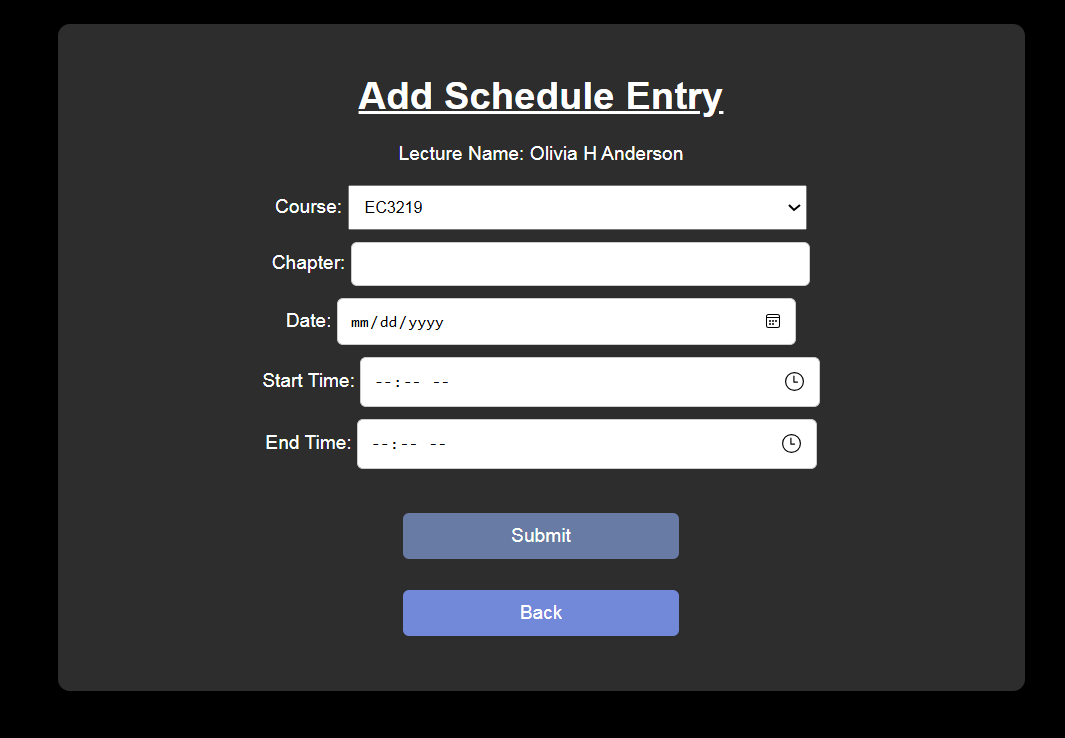 Add Schedule Entry
Lecture Name: Olivia H Anderson
Course: EC3219
Chapter:
Date: mm/dd/yyyy
Start Time: --:-- --
End Time: --:-- --
Submit
Back